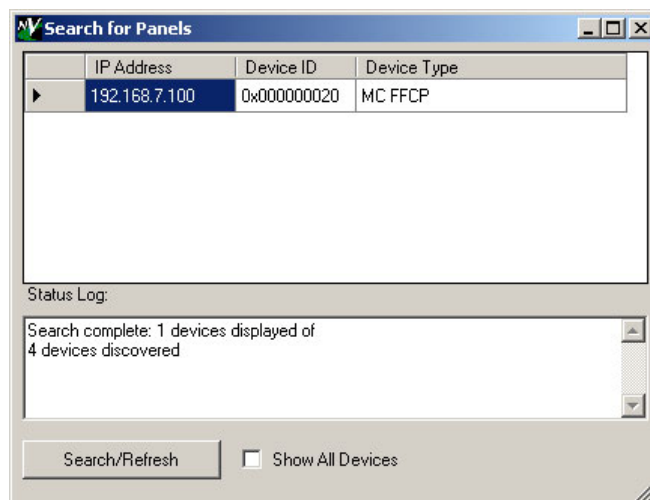 NV Search for Panels
IP Address Device ID Device Type
192.168.7.100 0x000000020 MC FFCP
Status Log:
Search complete: 1 devices displayed of
4 devices discovered
Search/Refresh Show All Devices